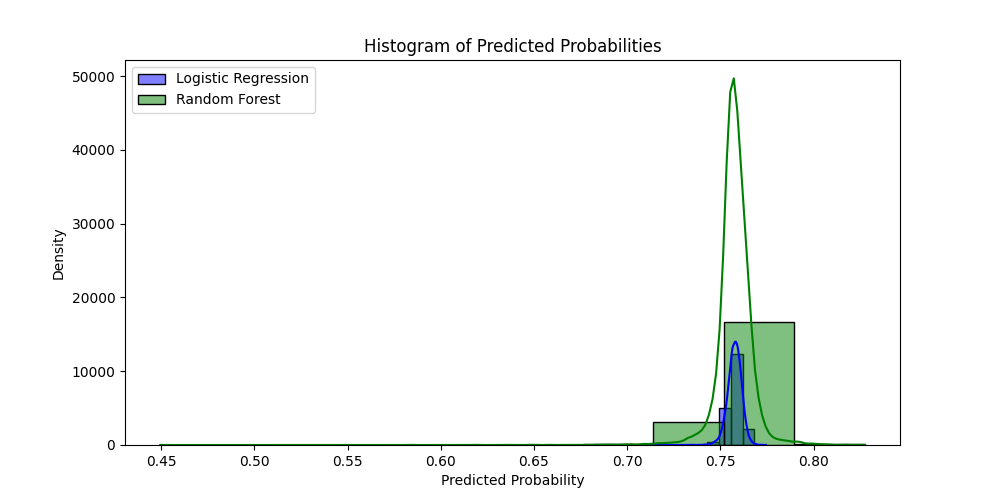 Histogram of Predicted Probabilities
Logistic Regression
Random Forest
50000
40000
30000
20000
10000
0
Density
0.45 0.50 0.55 0.60 0.65 0.70 0.75 0.80
Predicted Probability